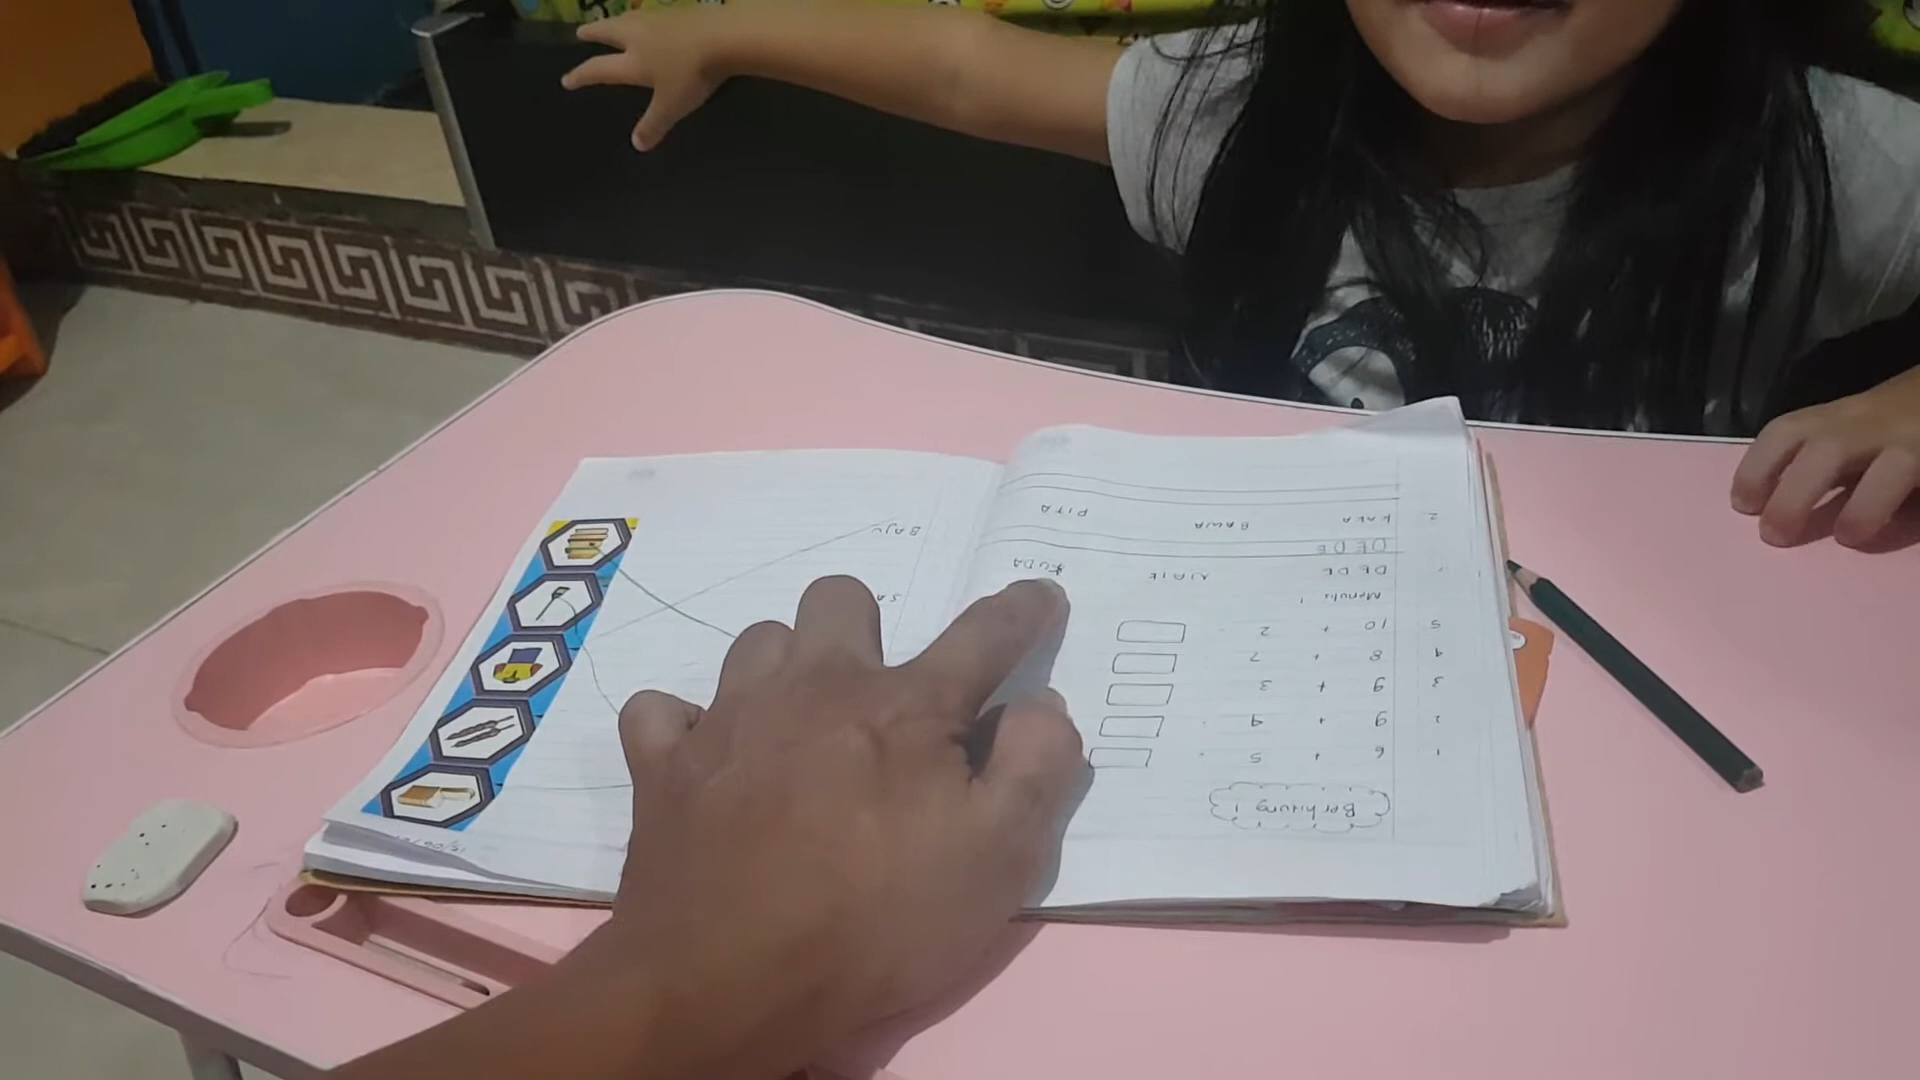 Berhitung !
1 6 + 5
2 9 + 4
3 9 + 3
4 8 + 7
5 10 + 2
Menulis !
DEDE NAIK KUDA
DEDE
2 KAKA BAWA PITA
BAJU